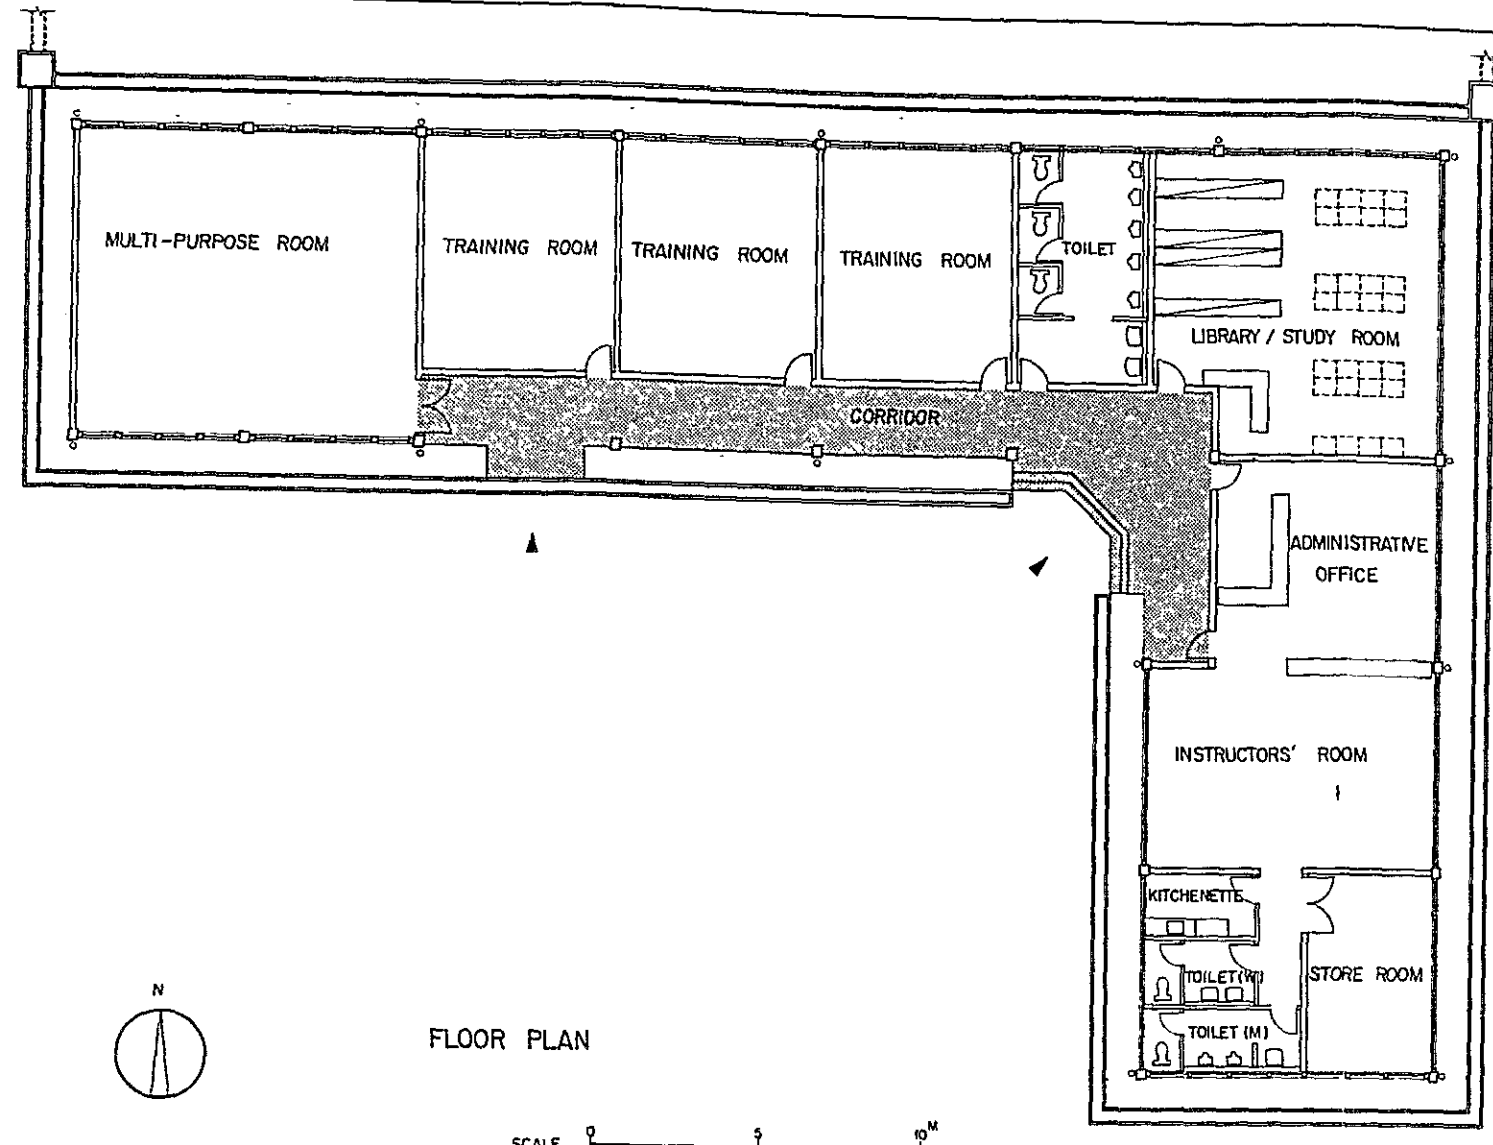 MULTI-PURPOSE ROOM
TRAINING ROOM
TRAINING ROOM
TRAINING ROOM
TOILET
LIBRARY / STUDY ROOM
CORRIDOR
ADMINISTRATIVE
OFFICE
INSTRUCTORS' ROOM
KITCHENETTE
TOILET(W)
STORE ROOM
TOILET (M)
N
FLOOR PLAN
SCALE 0 5 10M